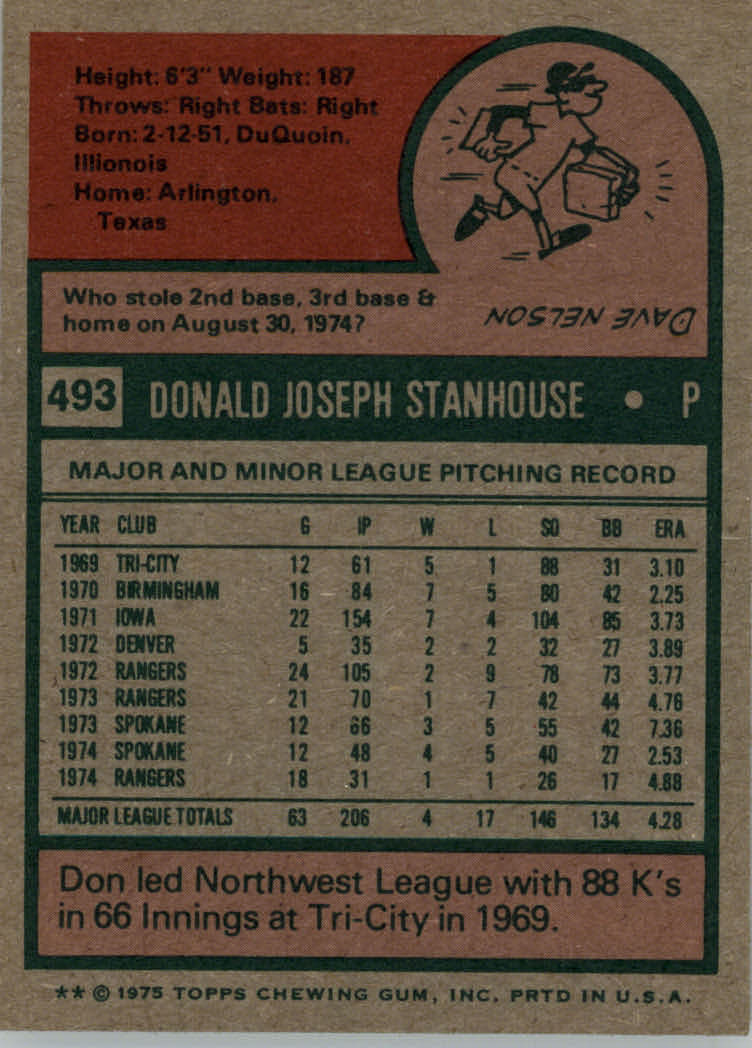 Height: 6'3" Weight: 187
Throws: Right Bats: Right
Born: 2-12-51, DuQuoin,
Illionois
Home: Arlington,
Texas
Who stole 2nd base, 3rd base &
home on August 30, 1974?
DAVE NELSON
493 DONALD JOSEPH STANHOUSE • P
MAJOR AND MINOR LEAGUE PITCHING RECORD
YEAR CLUB G IP W L SO BB ERA
1969 TRI-CITY 12 61 5 1 88 31 3.10
1970 BIRMINGHAM 16 84 7 5 80 42 2.25
1971 IOWA 22 154 7 4 104 85 3.73
1972 DENVER 5 35 2 2 32 27 3.89
1972 RANGERS 24 105 2 9 78 73 3.77
1973 RANGERS 21 70 1 7 42 44 4.76
1973 SPOKANE 12 66 3 5 55 42 7.36
1974 SPOKANE 12 48 4 5 40 27 2.53
1974 RANGERS 18 31 1 1 26 17 4.88
MAJOR LEAGUE TOTALS 63 206 4 17 146 134 4.28
Don led Northwest League with 88 K's
in 66 Innings at Tri-City in 1969.
** © 1975 TOPPS CHEWING GUM, INC. PRTD IN U.S.A.